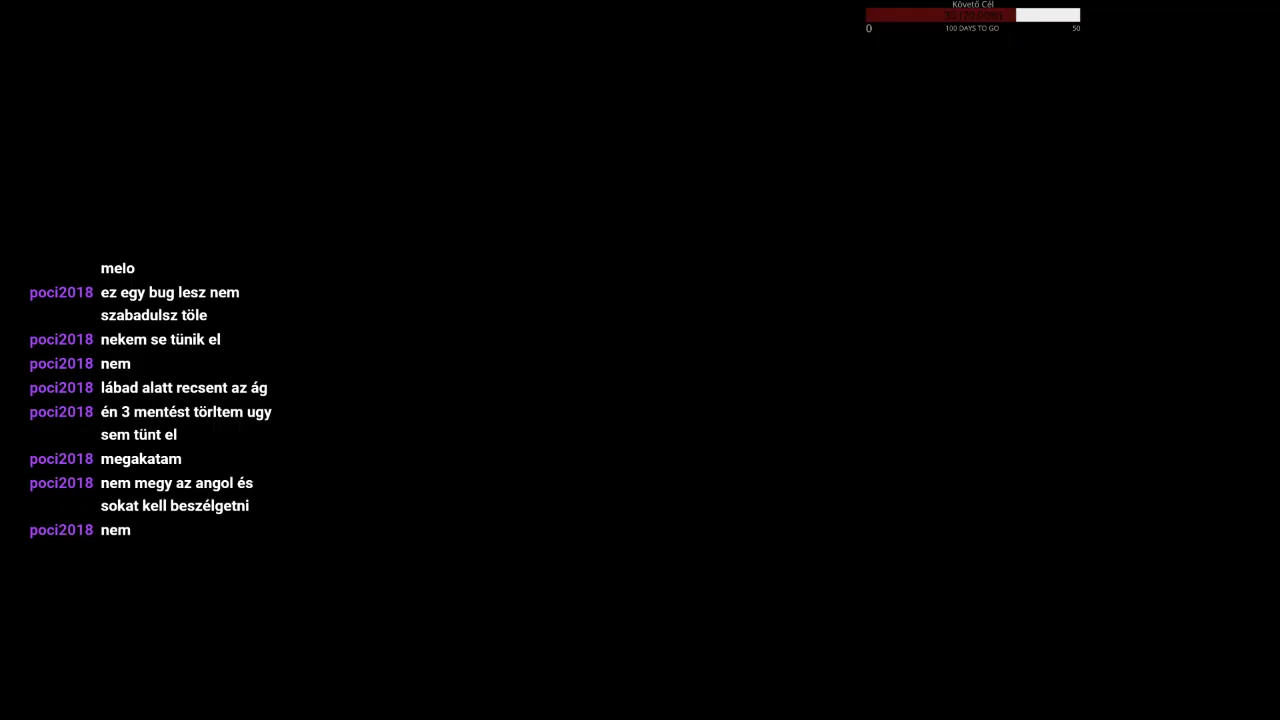 Követő Cél
0
100 DAYS TO GO
50
melo
poci2018 ez egy bug lesz nem
szabadulsz töle
poci2018 nekem se tünik el
poci2018 nem
poci2018 lábad alatt recsent az ág
poci2018 én 3 mentést törltem ugy
sem tünt el
poci2018 megakatam
poci2018 nem megy az angol és
sokat kell beszélgetni
poci2018 nem